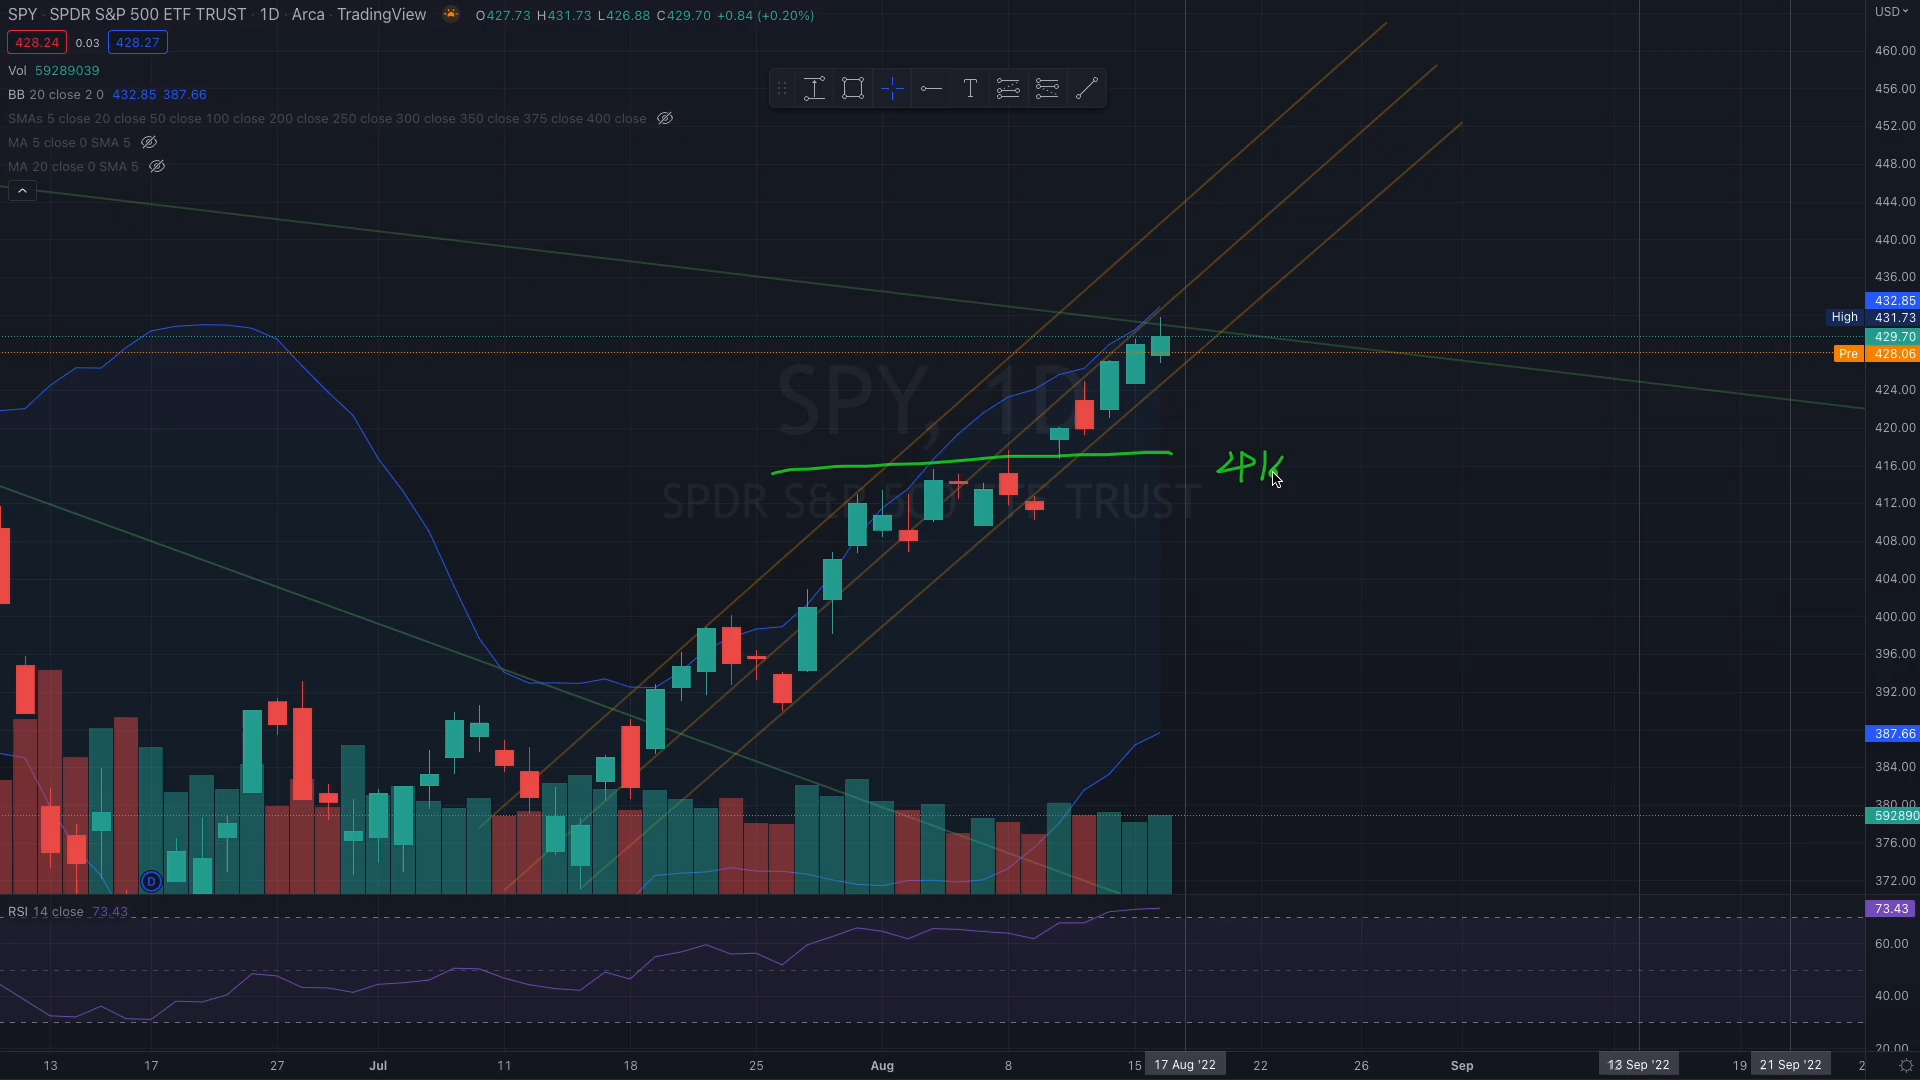 SPY · SPDR S&P 500 ETF TRUST · 1D · Arca · TradingView O427.73 H431.73 L426.88 C429.70 +0.84 (+0.20%)
USD
428.24 0.03 428.27
Vol 59289039
BB 20 close 2 0 432.85 387.66
SMAs 5 close 20 close 50 close 100 close 200 close 250 close 300 close 350 close 375 close 400 close
MA 5 close 0 SMA 5
MA 20 close 0 SMA 5
460.00
456.00
452.00
448.00
444.00
440.00
436.00
432.85
High 431.73
429.70
Pre 428.06
424.00
420.00
416.00
412.00
408.00
404.00
400.00
396.00
392.00
387.66
384.00
380.00
592890
376.00
372.00
SPY, 1D
SPDR S&P 500 ETF TRUST
D
RSI 14 close 73.43
73.43
60.00
40.00
20.00
13 17 27 Jul 11 18 25 Aug 8 15 17 Aug '22 22 26 Sep 13 Sep '22 19 21 Sep '22 2